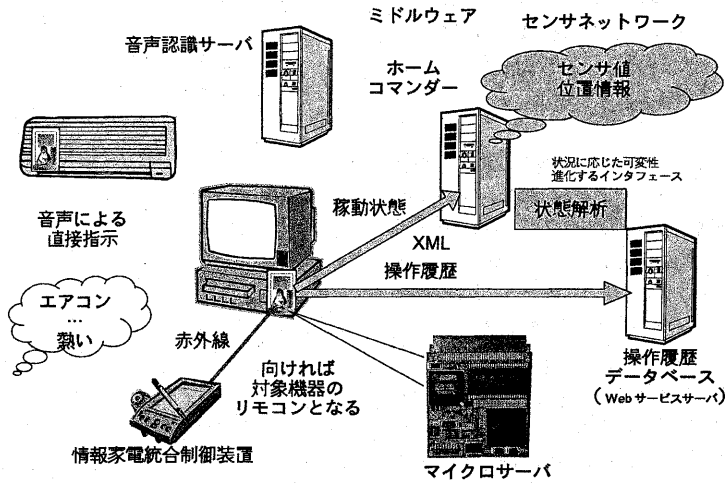 ミドルウェア
センサネットワーク
音声認識サーバ
ホーム
コマンダー
センサ値
位置情報
状況に応じた可変性
進化するインタフェース
音声による
直接指示
稼動状態
状態解析
XML
操作履歴
エアコン
...
熱い
赤外線
向ければ
対象機器の
リモコンとなる
操作履歴
データベース
(Webサービスサーバ)
情報家電統合制御装置
マイクロサーバ